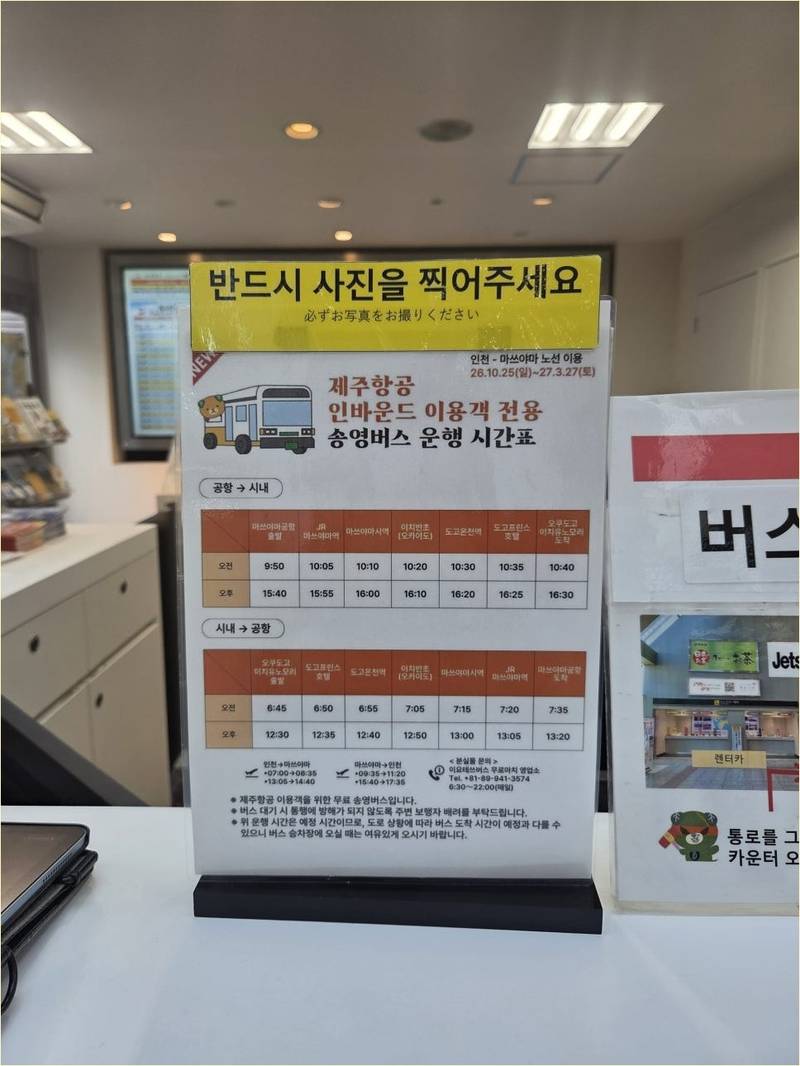 반드시 사진을 찍어주세요
必ずお写真をお撮りください
NEW
인천 - 마쓰야마 노선 이용
26.10.25(일)~27.3.27(토)
제주항공
인바운드 이용객 전용
송영버스 운행 시간표
공항 → 시내
마쓰야마공항 출발 JR 마쓰야마역 마쓰야마시역 이치반초 (오카이도) 도고온천역 도고프린스 호텔 오쿠도고 이치유노모리 도착
오전 9:50 10:05 10:10 10:20 10:30 10:35 10:40
오후 15:40 15:55 16:00 16:10 16:20 16:25 16:30
시내 → 공항
오쿠도고 이치유노모리 출발 도고프린스 호텔 도고온천역 이치반초 (오카이도) 마쓰야마시역 JR 마쓰야마역 마쓰야마공항 도착
오전 6:45 6:50 6:55 7:05 7:15 7:20 7:35
오후 12:30 12:35 12:40 12:50 13:00 13:05 13:20
인천→마쓰야마
•07:00→08:35
•13:05→14:40
마쓰야마→인천
•09:35→11:20
•15:40→17:35
< 분실물 문의 >
이요테쓰버스 무로마치 영업소
Tel. +81-89-941-3574
6:30~22:00(매일)
※ 제주항공 이용객을 위한 무료 송영버스입니다.
※ 버스 대기 시 통행에 방해가 되지 않도록 주변 보행자 배려를 부탁드립니다.
※ 위 운행 시간은 예정 시간이므로, 도로 상황에 따라 버스 도착 시간이 예정과 다를 수
있으니 버스 승차장에 오실 때는 여유있게 오시기 바랍니다.
버스
Jets
렌터카
통로를 그
카운터 오